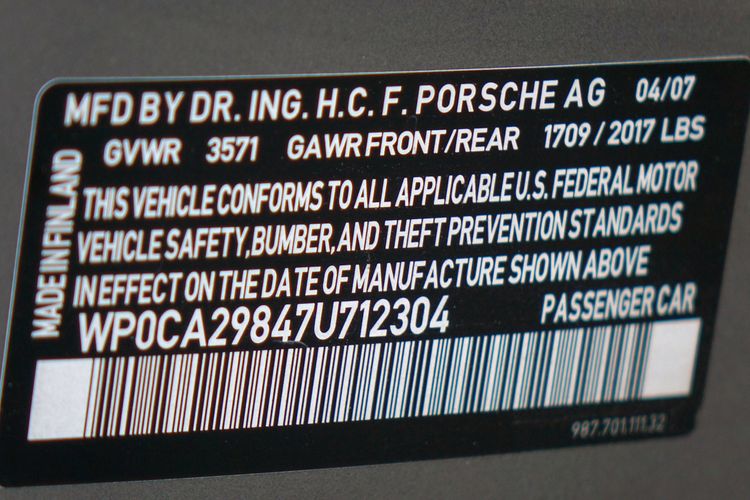 MFD BY DR. ING. H.C. F. PORSCHE AG 04/07
GVWR 3571 GAWR FRONT/REAR 1709 / 2017 LBS
MADE IN FINLAND
THIS VEHICLE CONFORMS TO ALL APPLICABLE U.S. FEDERAL MOTOR
VEHICLE SAFETY, BUMBER, AND THEFT PREVENTION STANDARDS
IN EFFECT ON THE DATE OF MANUFACTURE SHOWN ABOVE
WP0CA29847U712304 PASSENGER CAR
987.701.111.32